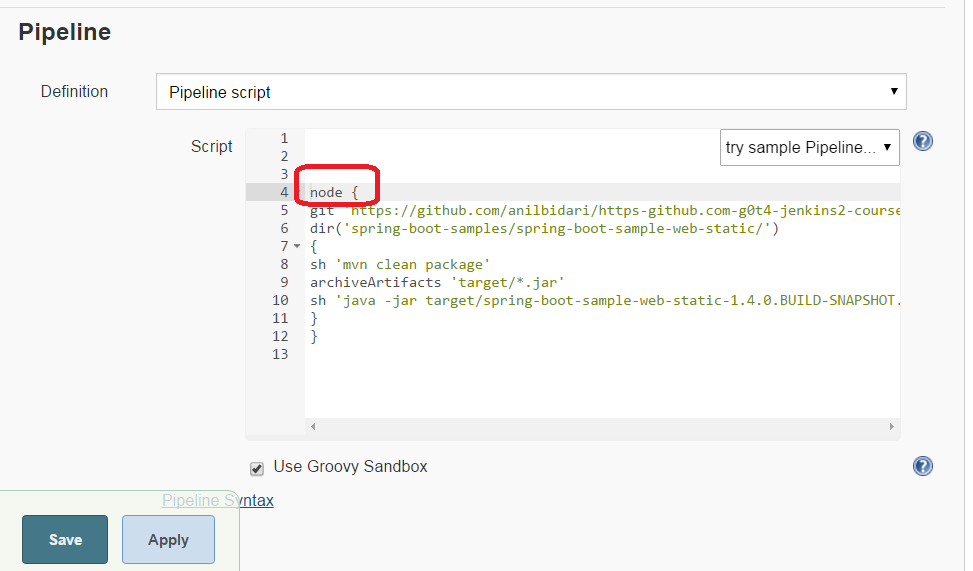 Pipeline
Definition
Pipeline script
Script
try sample Pipeline...
1
2
3
4 node {
5 git 'https://github.com/anilbidari/https-github.com-g0t4-jenkins2-course
6 dir('spring-boot-samples/spring-boot-sample-web-static/')
7 {
8 sh 'mvn clean package'
9 archiveArtifacts 'target/*.jar'
10 sh 'java -jar target/spring-boot-sample-web-static-1.4.0.BUILD-SNAPSHOT.
11 }
12 }
13
Use Groovy Sandbox
Pipeline Syntax
Save
Apply